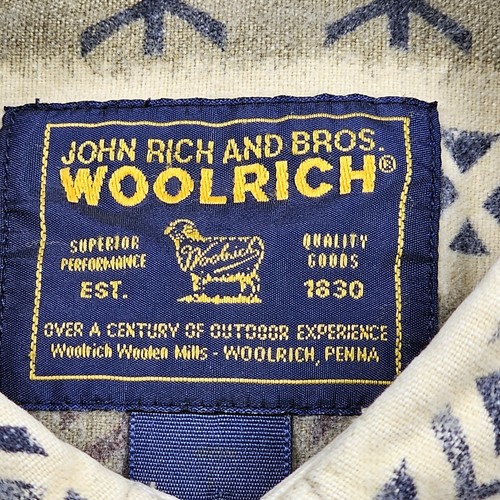 JOHN RICH AND BROS.
WOOLRICH®
SUPERIOR
PERFORMANCE
EST.
Woolrich
QUALITY
GOODS
1830
OVER A CENTURY OF OUTDOOR EXPERIENCE
Woolrich Woolen Mills - WOOLRICH, PENNA